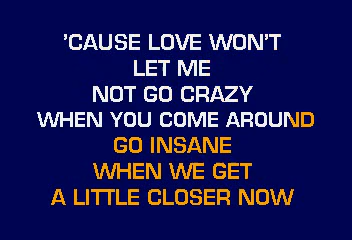 'CAUSE LOVE WON'T
LET ME
NOT GO CRAZY
WHEN YOU COME AROUND
GO INSANE
WHEN WE GET
A LITTLE CLOSER NOW